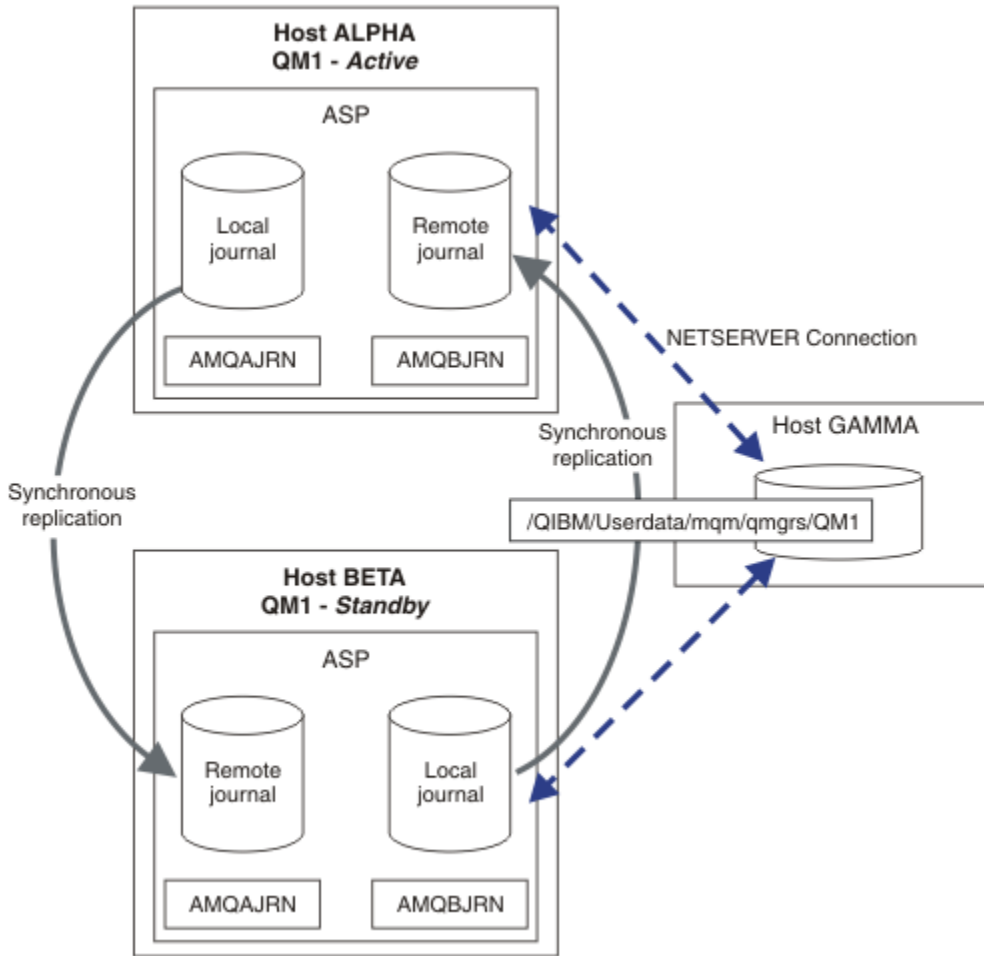 Host ALPHA
QM1 - Active
ASP
Local
journal
Remote
journal
AMQAJRN
AMQBJRN
NETSERVER Connection
Host GAMMA
/QIBM/Userdata/mqm/qmgrs/QM1
Synchronous
replication
Synchronous
replication
Host BETA
QM1 - Standby
ASP
Remote
journal
Local
journal
AMQAJRN
AMQBJRN